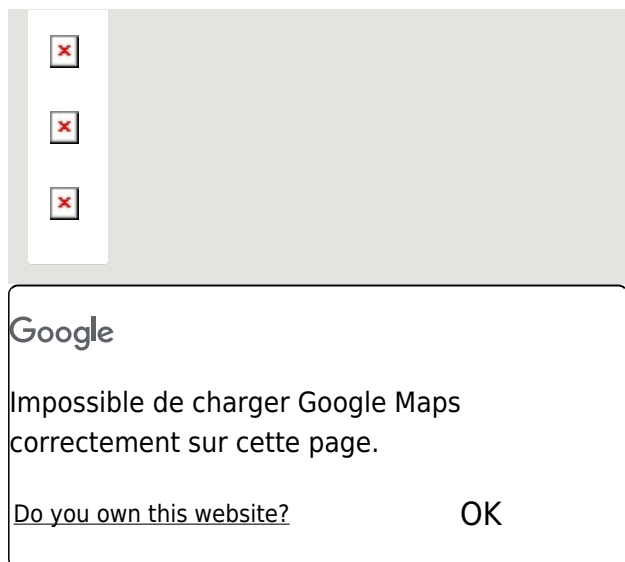 Google
Impossible de charger Google Maps
correctement sur cette page.
Do you own this website?
OK